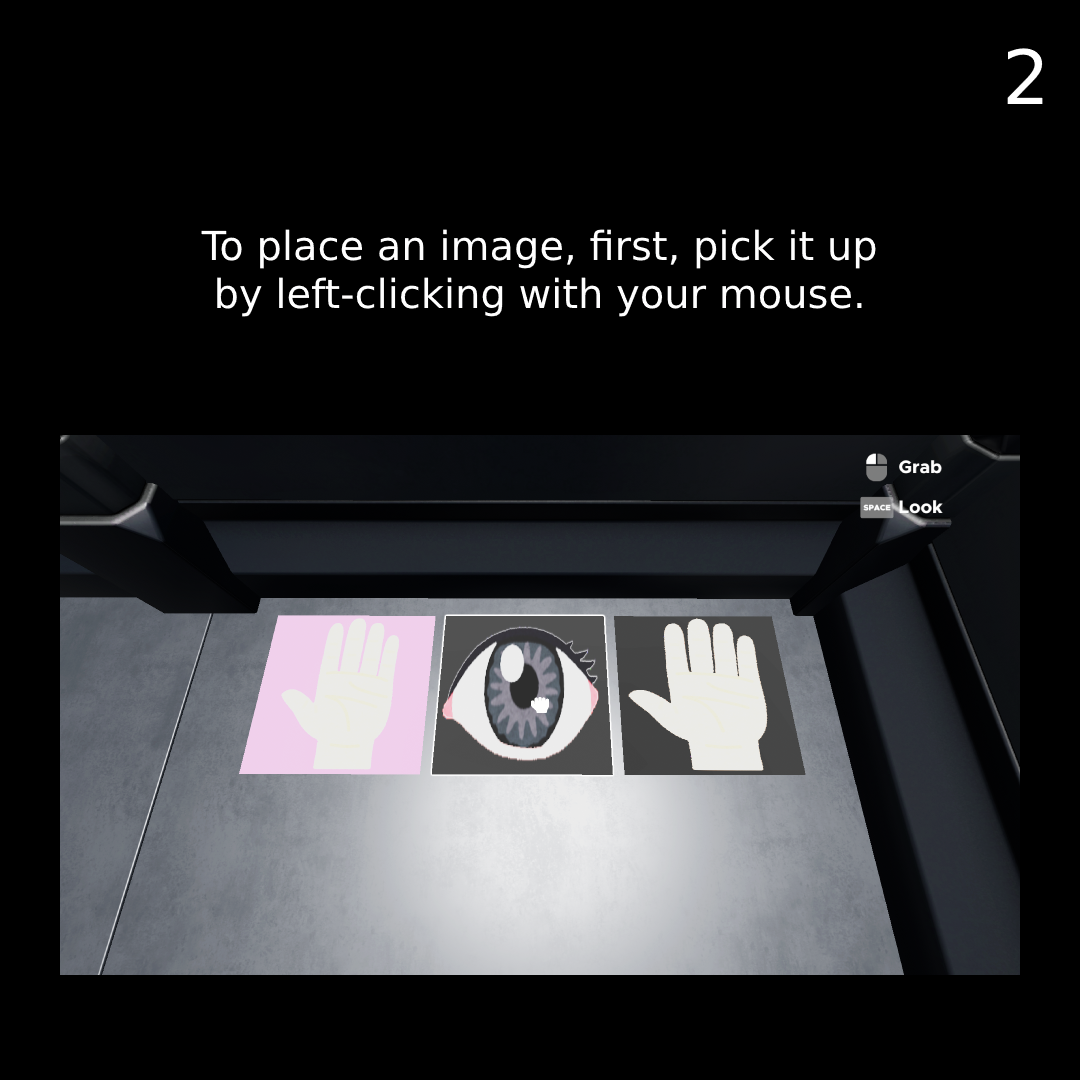 2
To place an image, first, pick it up
by left-clicking with your mouse.
Grab
SPACE Look